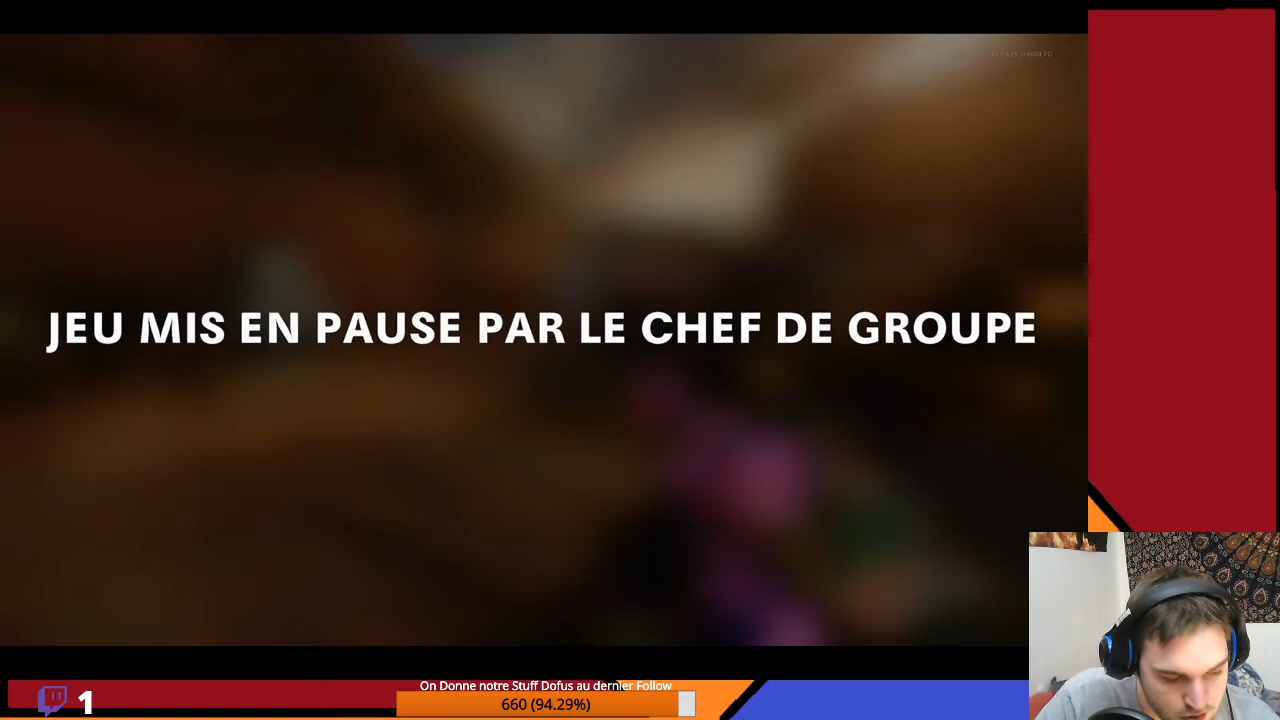 JEU MIS EN PAUSE PAR LE CHEF DE GROUPE
On Donne notre Stuff Dofus au dernier Follow
660 (94.29%)
1